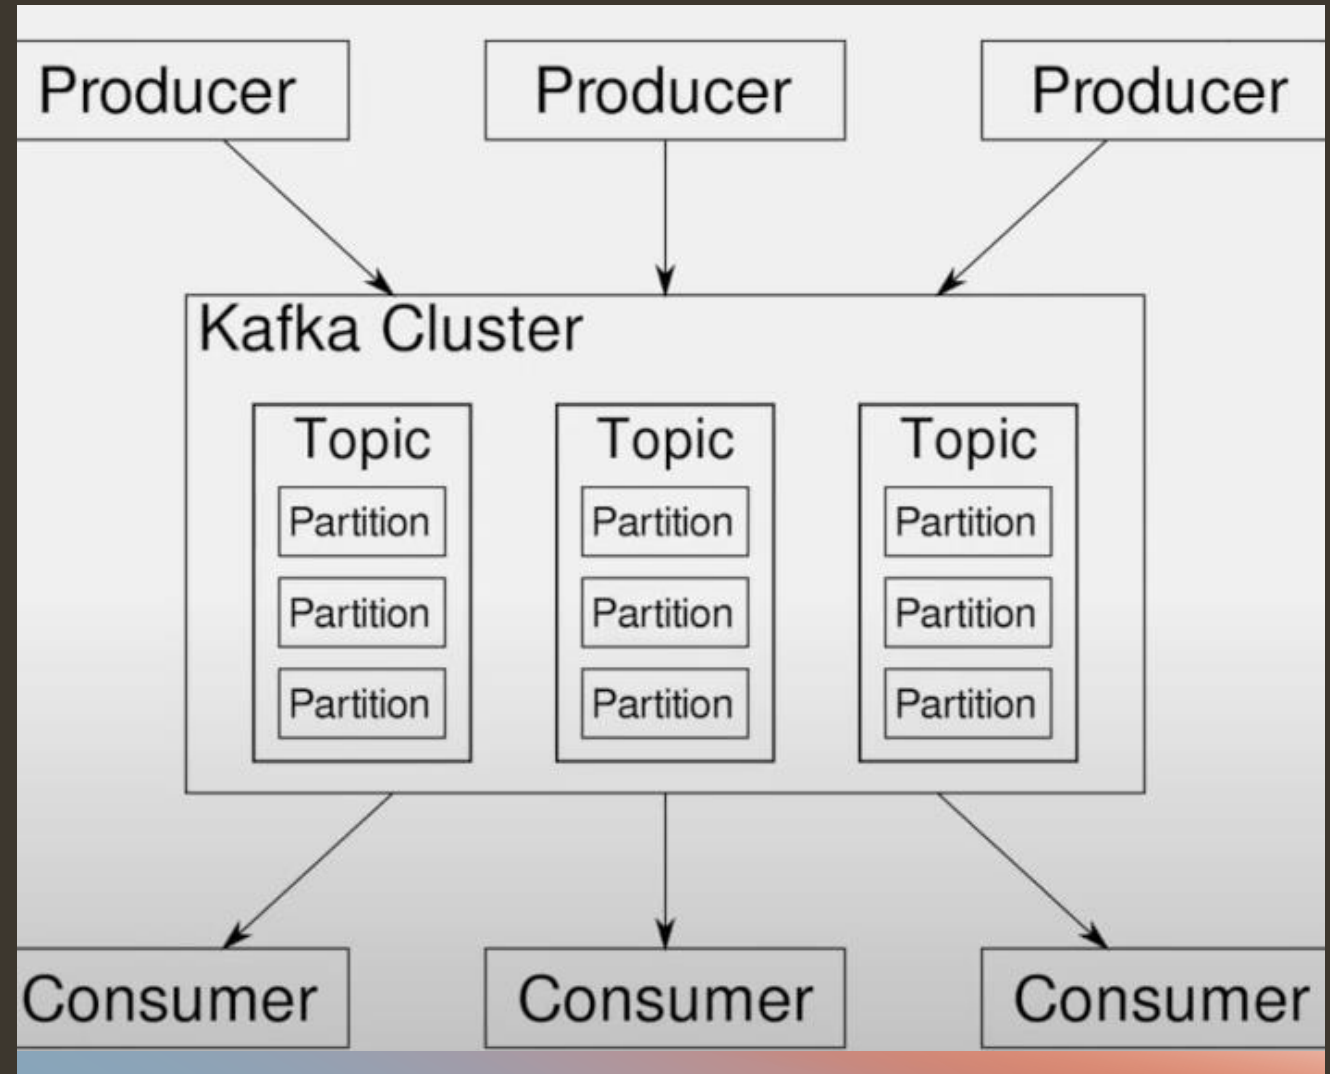 Producer Producer Producer
Kafka Cluster
Topic Topic Topic
Partition Partition Partition
Partition Partition Partition
Partition Partition Partition
Consumer Consumer Consumer